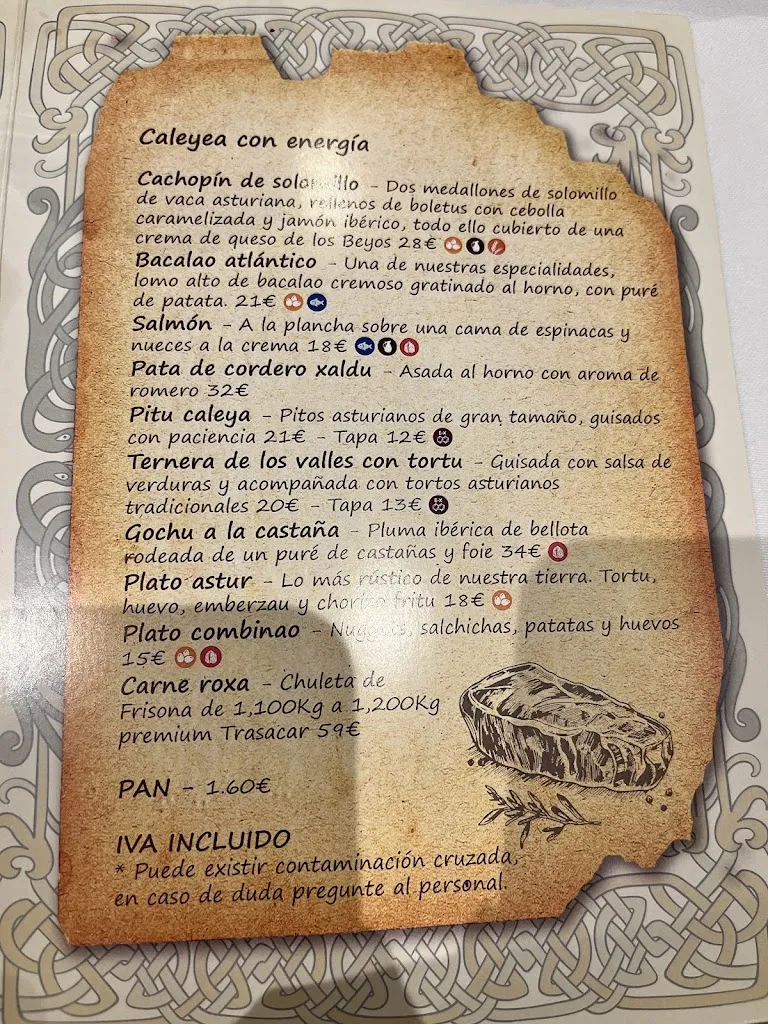 Caleyea con energía
Cachopín de solomillo - Dos medallones de solomillo
de vaca asturiana, rellenos de boletus con cebolla
caramelizada y jamón ibérico, todo ello cubierto de una
crema de queso de los Beyos 28€
Bacalao atlántico - Una de nuestras especialidades,
lomo alto de bacalao cremoso gratinado al horno, con puré
de patata. 21€
Salmón - A la plancha sobre una cama de espinacas y
nueces a la crema 18€
Pata de cordero xaldu - Asada al horno con aroma de
romero 32€
Pitu caleya - Pitos asturianos de gran tamaño, guisados
con paciencia 21€ - Tapa 12€
Ternera de los valles con tortu - Guisada con salsa de
verduras y acompañada con tortos asturianos
tradicionales 20€ - Tapa 13€
Gochu a la castaña - Pluma ibérica de bellota
rodeada de un puré de castañas y foie 34€
Plato astur - Lo más rústico de nuestra tierra. Tortu,
huevo, emberzau y chorizo fritu 18€
Plato combinao - Nuggets, salchichas, patatas y huevos
15€
Carne roxa - Chuleta de
Frisona de 1,100Kg a 1,200Kg
premium Trasacar 59€
PAN - 1.60€
IVA INCLUIDO
* Puede existir contaminación cruzada,
en caso de duda pregunte al personal.